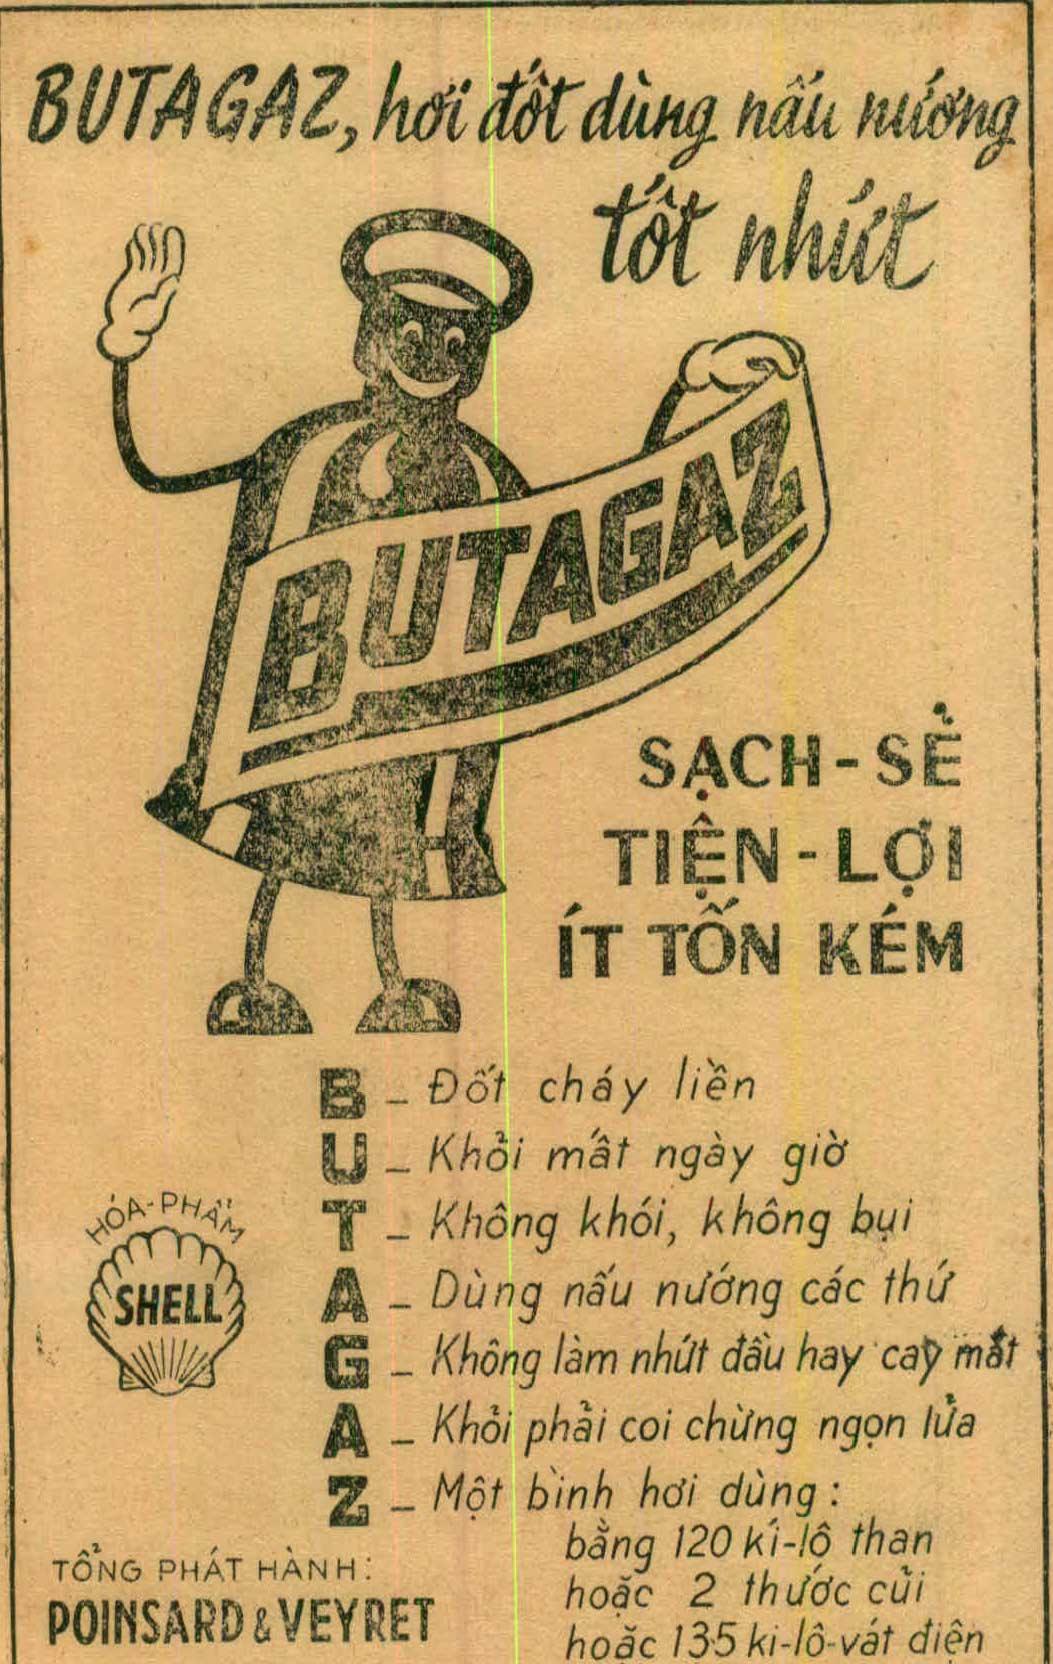 BUTAGAZ, hơi đốt dùng nấu nướng
tốt nhứt
BUTAGAZ
SẠCH-SẺ
TIỆN-LỢI
ÍT TỐN KÉM
B - Đốt cháy liền
U - Khỏi mất ngày giờ
T - Không khói, không bụi
A - Dùng nấu nướng các thứ
G - Không làm nhứt đầu hay cay mắt
A - Khỏi phải coi chừng ngọn lửa
Z - Một bình hơi dùng:
bằng 120 kí-lô than
hoặc 2 thước củi
hoặc 135 ki-lô-vát điện
HÓA-PHẨM
SHELL
TỔNG PHÁT HÀNH:
POINSARD & VEYRET